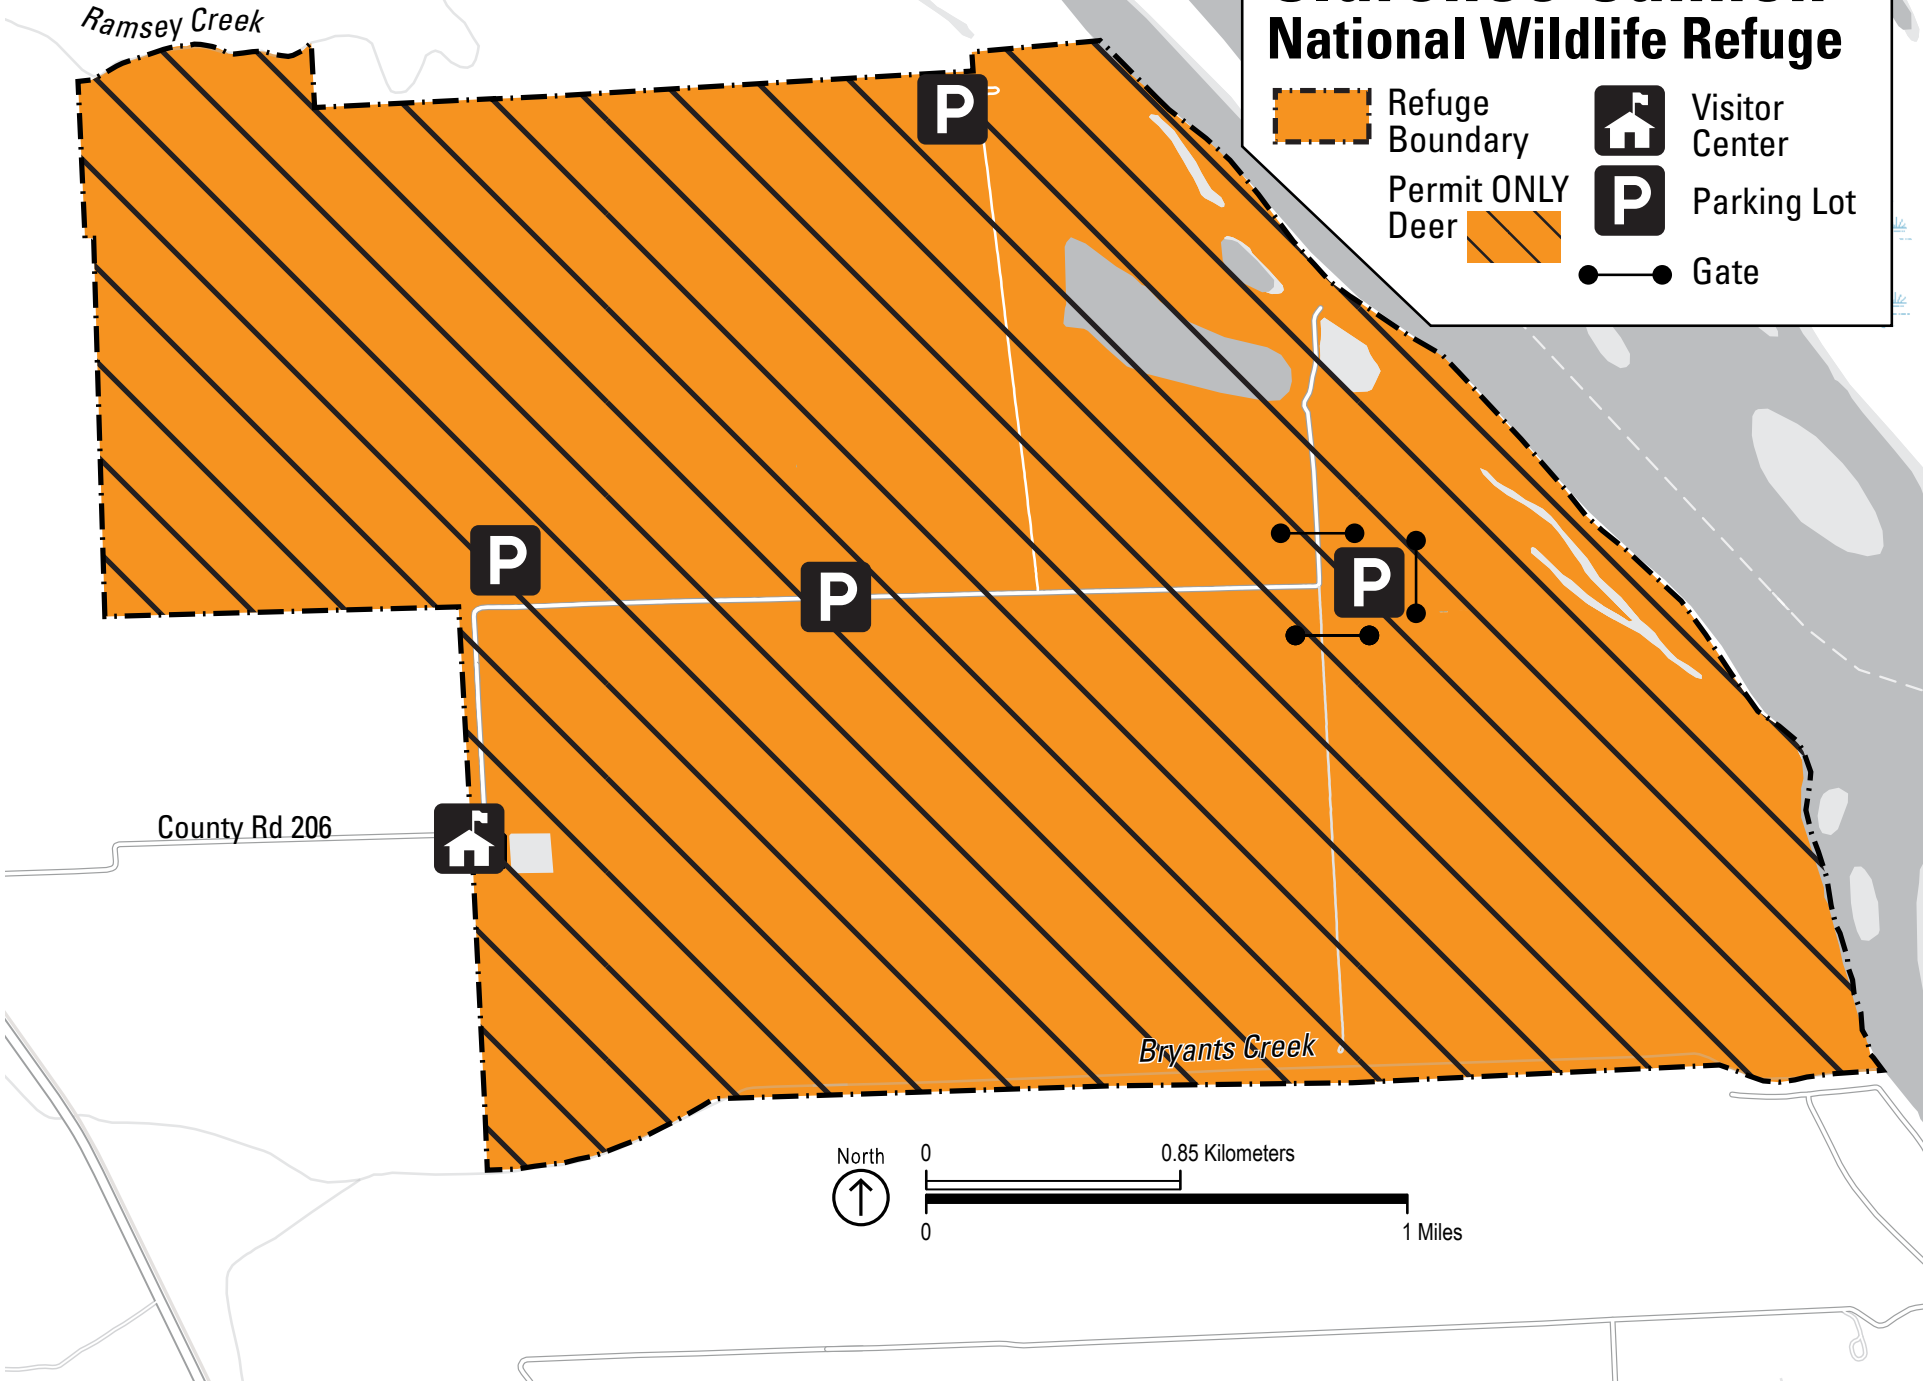 Ramsey Creek
National Wildlife Refuge
Refuge
Boundary
Visitor
Center
Permit ONLY
Deer
P
Parking Lot
Gate
P
P
P
P
County Rd 206
Bryants Creek
North
0
0.85 Kilometers
0
1 Miles